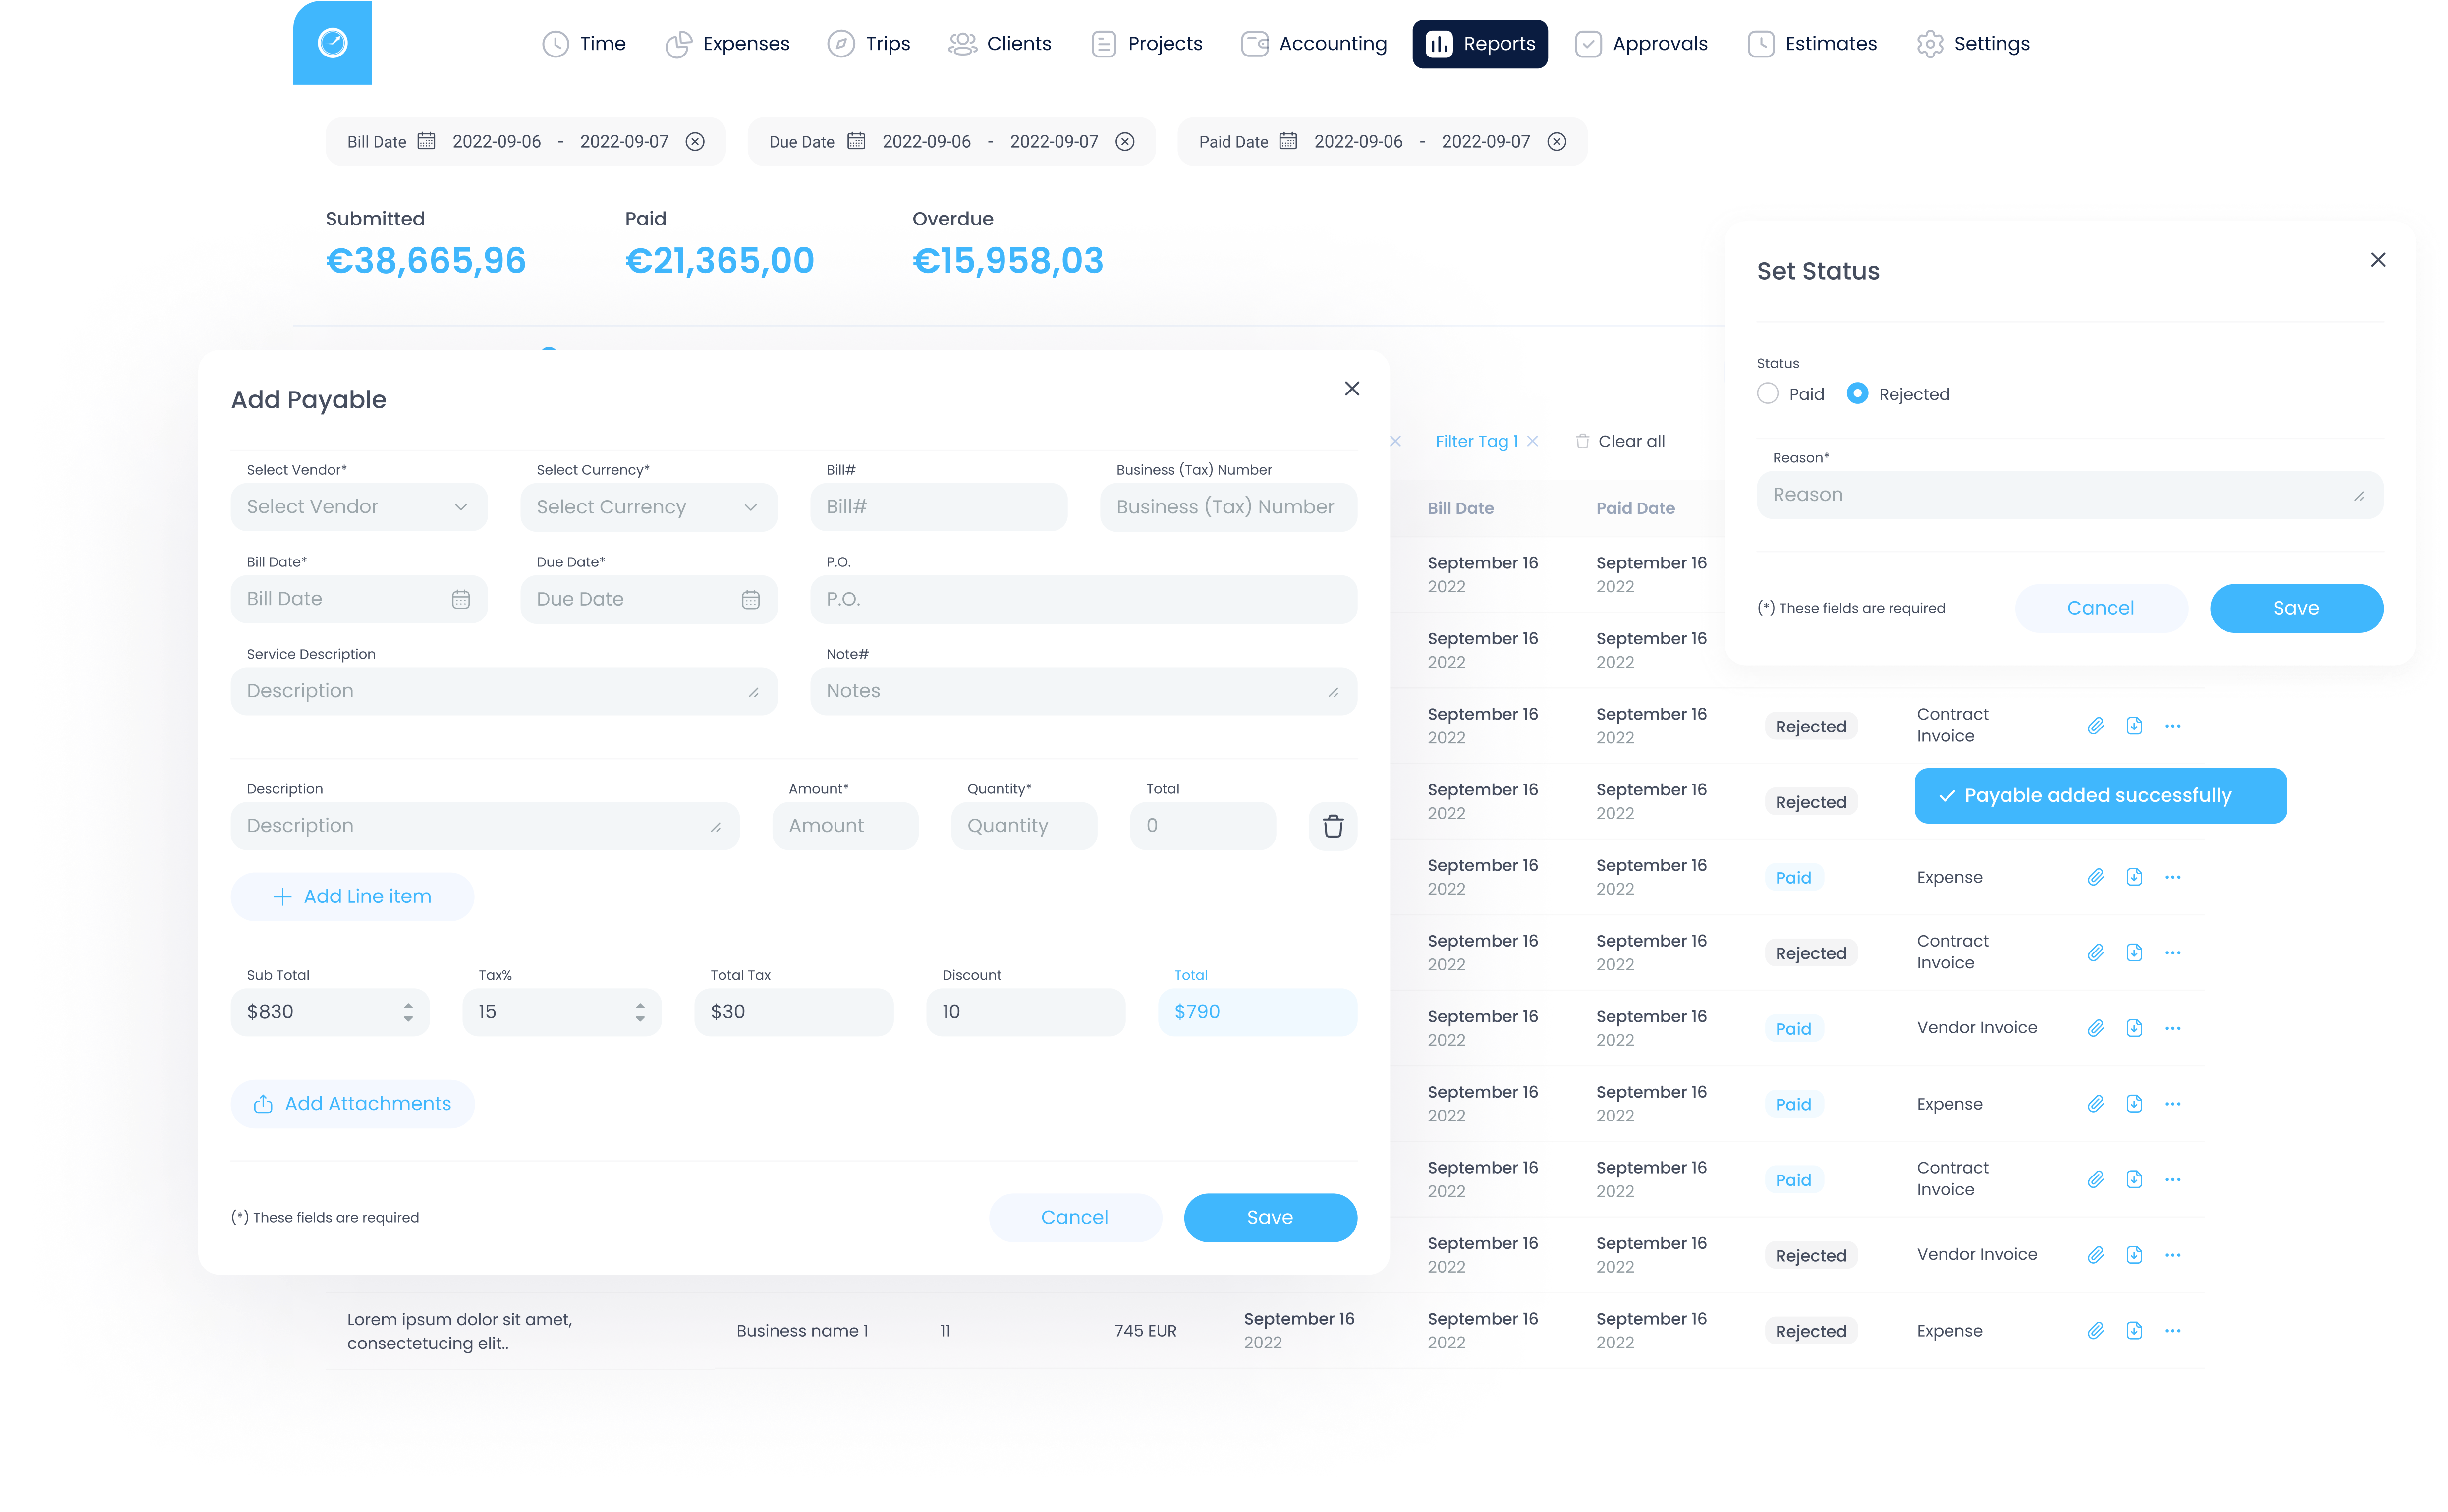 Time Expenses Trips Clients Projects Accounting Reports Approvals Estimates Settings
Bill Date 2022-09-06 - 2022-09-07 Due Date 2022-09-06 - 2022-09-07 Paid Date 2022-09-06 - 2022-09-07
Submitted Paid Overdue
€38,665,96 €21,365,00 €15,958,03
Add Payable
Select Vendor* Select Currency* Bill# Business (Tax) Number
Select Vendor Select Currency Bill# Business (Tax) Number
Bill Date* Due Date* P.O.
Bill Date Due Date P.O.
Service Description Note#
Description Notes
Description Amount* Quantity* Total
Description Amount Quantity 0
Add Line item
Sub Total Tax% Total Tax Discount Total
$830 15 $30 10 $790
Add Attachments
(*) These fields are required Cancel Save
Set Status
Status
Paid Rejected
Reason*
Reason
(*) These fields are required Cancel Save
Filter Tag 1 Clear all
Bill Date Paid Date
September 16 September 16
2022 2022
September 16 September 16
2022 2022
September 16 September 16 Rejected Contract
2022 2022 Invoice
September 16 September 16 Rejected
2022 2022
Payable added successfully
September 16 September 16 Paid Expense
2022 2022
September 16 September 16 Rejected Contract
2022 2022 Invoice
September 16 September 16 Paid Vendor Invoice
2022 2022
September 16 September 16 Paid Expense
2022 2022
September 16 September 16 Paid Contract
2022 2022 Invoice
September 16 September 16 Rejected Vendor Invoice
2022 2022
Lorem ipsum dolor sit amet, Business name 1 11 745 EUR September 16 September 16 September 16 Rejected Expense
consectetucing elit.. 2022 2022 2022